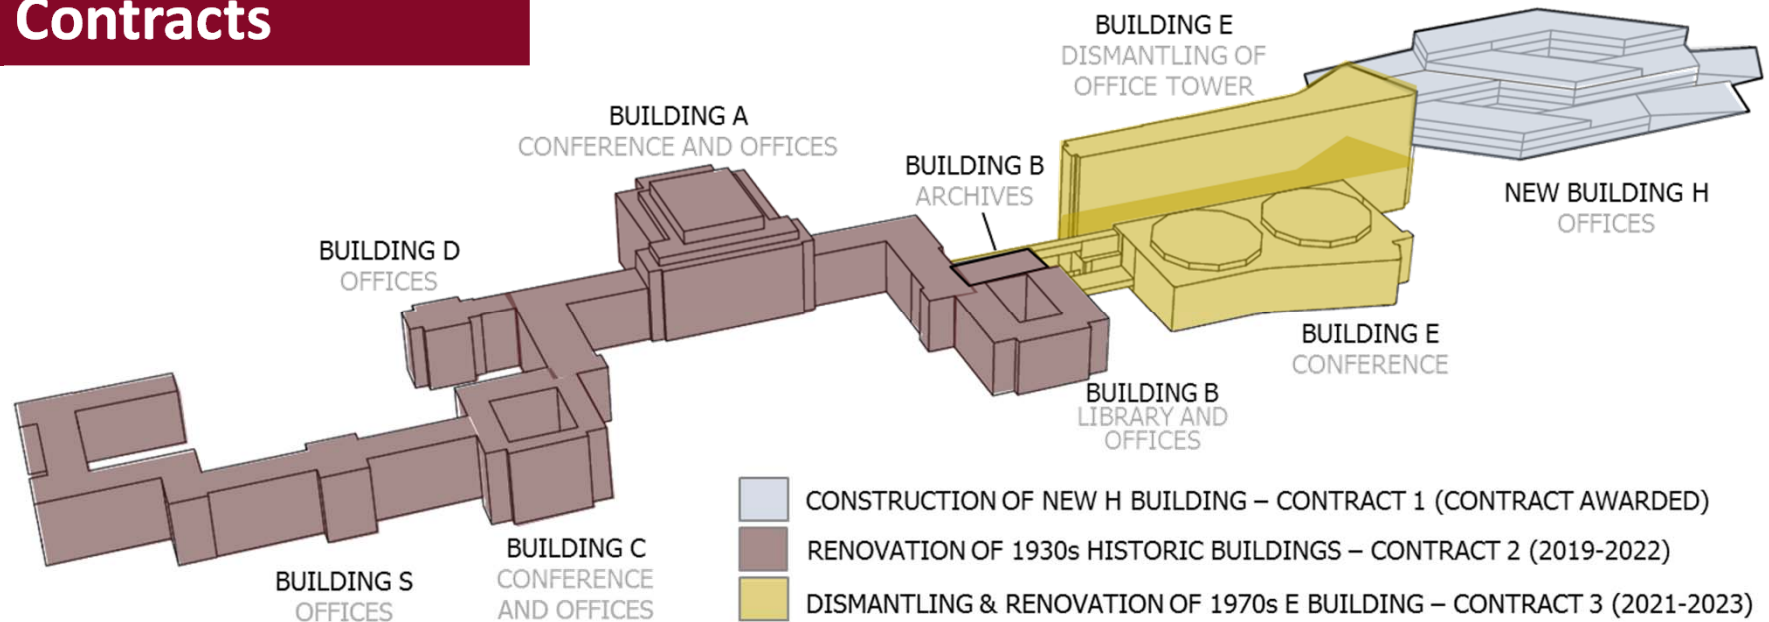 Contracts
BUILDING E
DISMANTLING OF
OFFICE TOWER
BUILDING A
CONFERENCE AND OFFICES
BUILDING B
ARCHIVES
NEW BUILDING H
OFFICES
BUILDING D
OFFICES
BUILDING E
CONFERENCE
BUILDING B
LIBRARY AND
OFFICES
BUILDING C
CONFERENCE
AND OFFICES
BUILDING S
OFFICES
CONSTRUCTION OF NEW H BUILDING – CONTRACT 1 (CONTRACT AWARDED)
RENOVATION OF 1930s HISTORIC BUILDINGS – CONTRACT 2 (2019-2022)
DISMANTLING & RENOVATION OF 1970s E BUILDING – CONTRACT 3 (2021-2023)